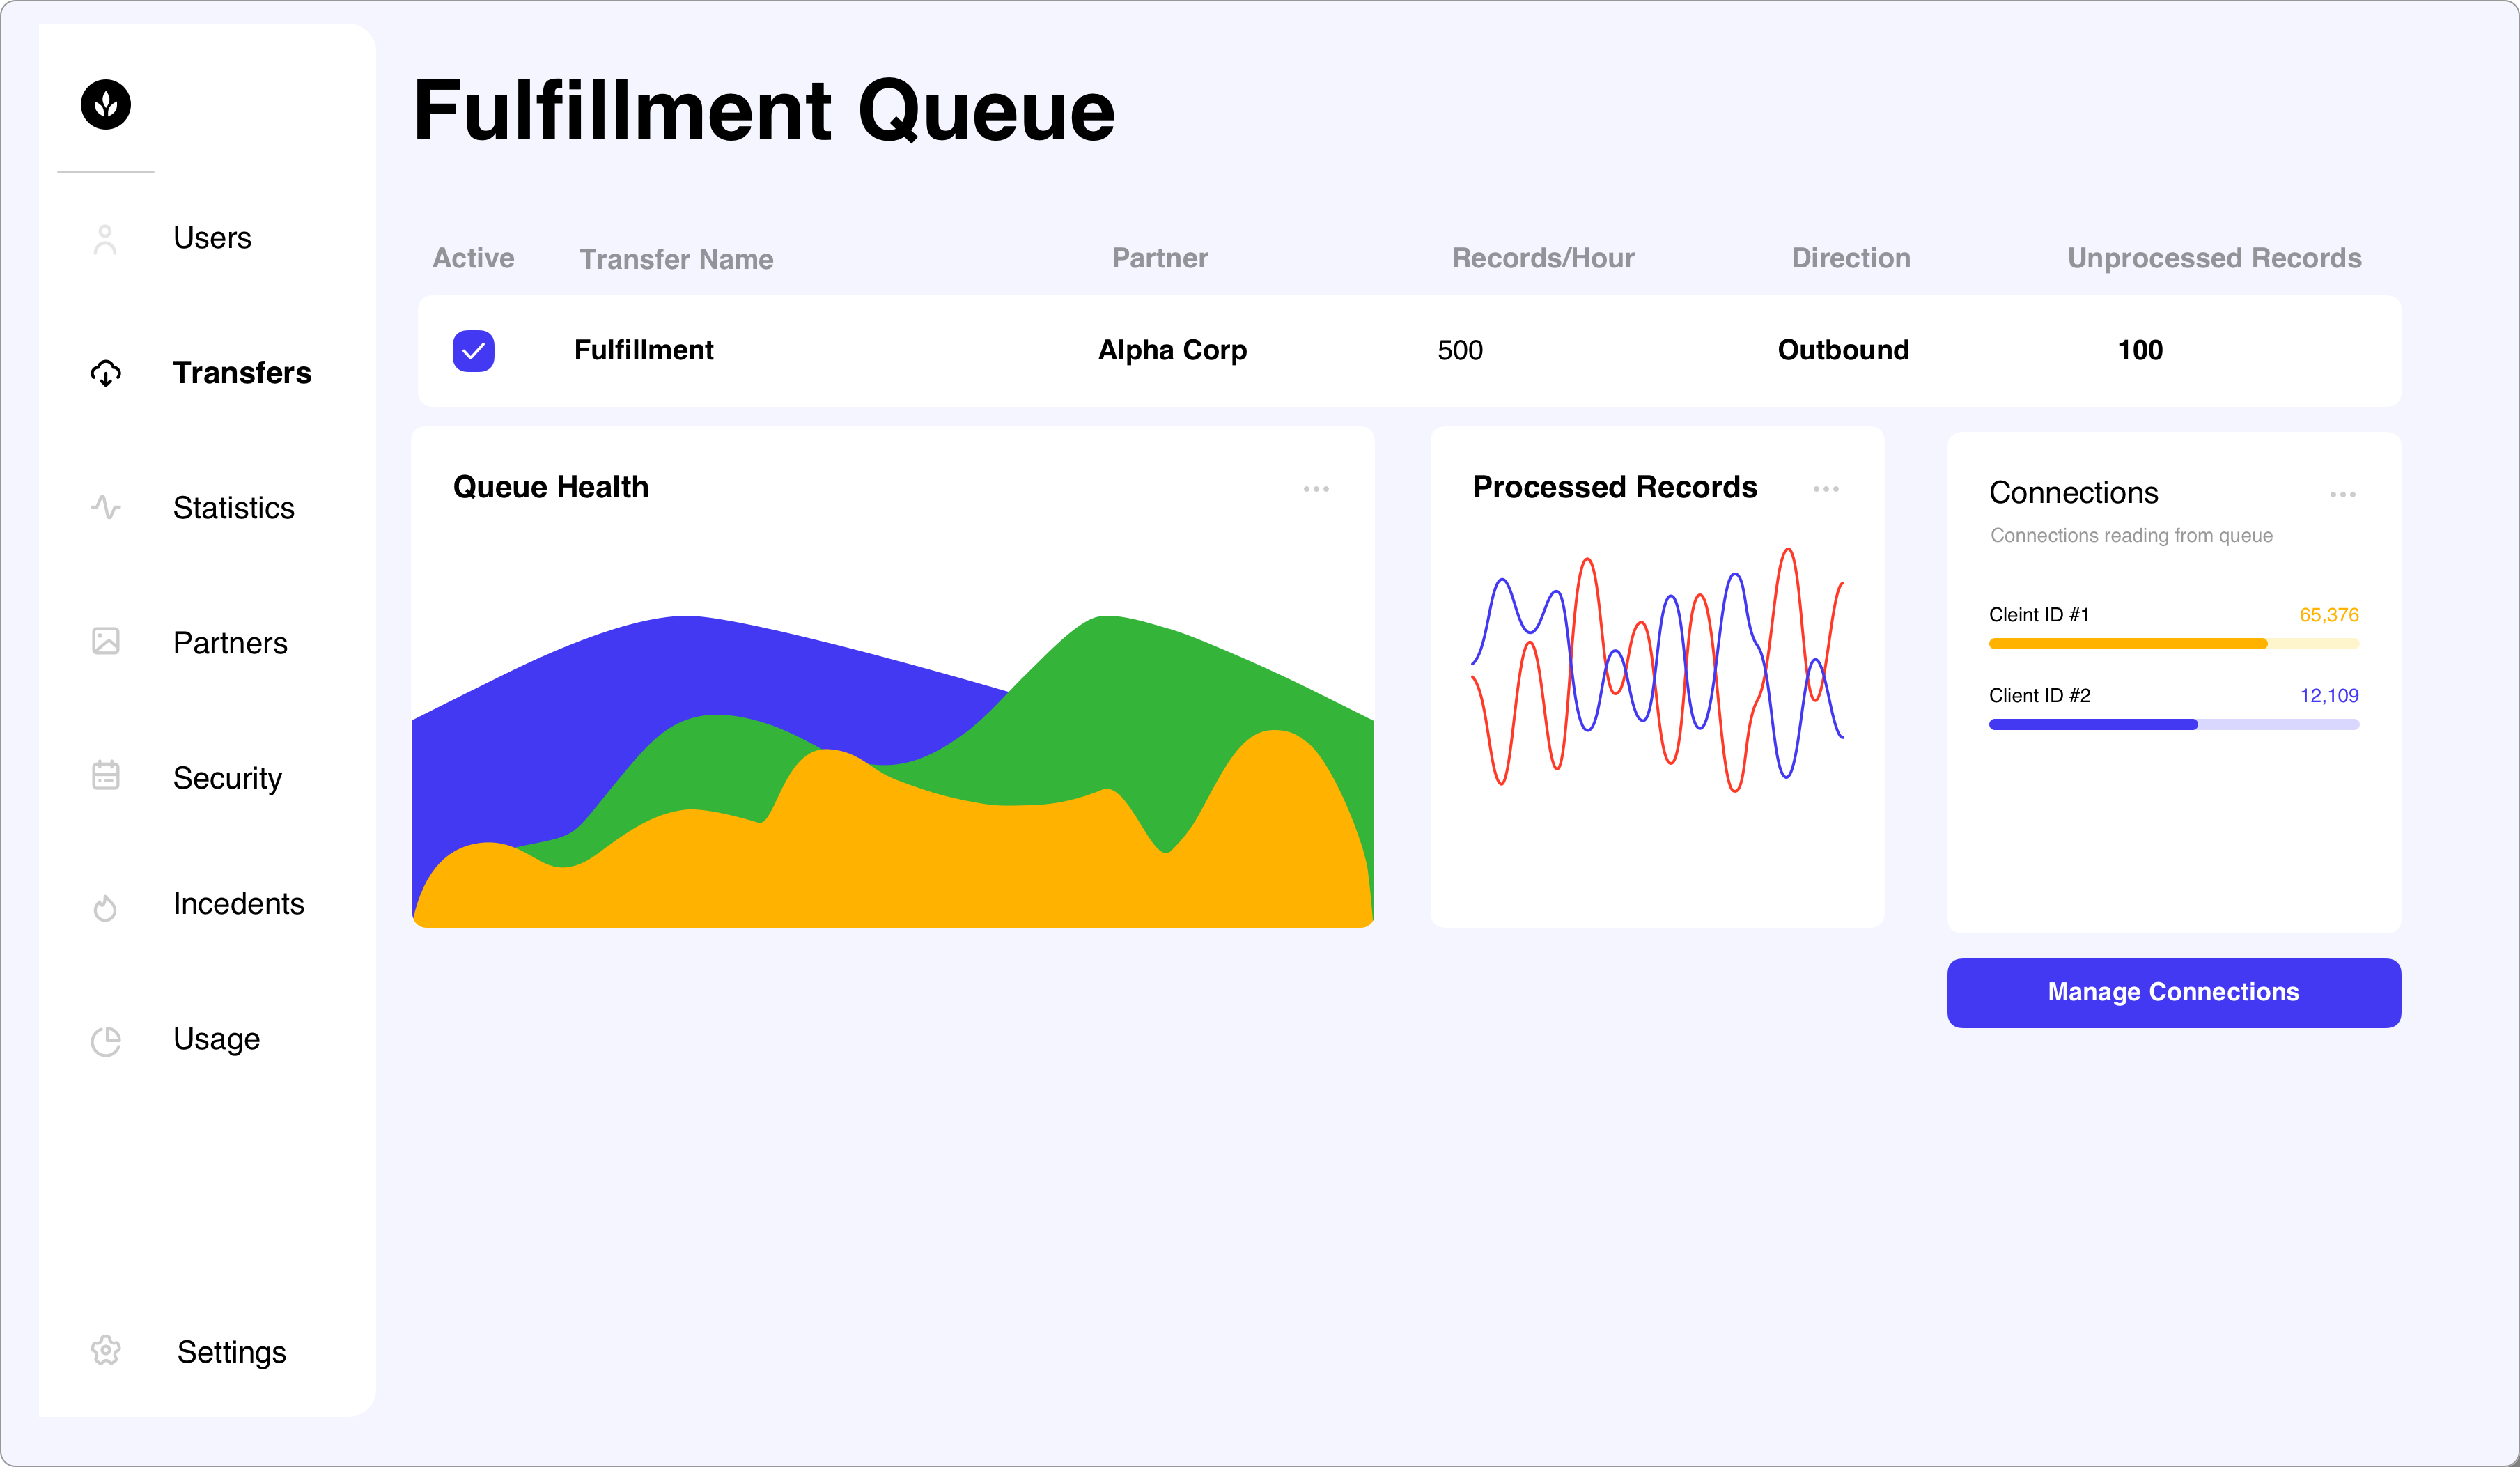 Fulfillment Queue
Users
Transfers
Statistics
Partners
Security
Incedents
Usage
Settings
Active Transfer Name Partner Records/Hour Direction Unprocessed Records
Fulfillment Alpha Corp 500 Outbound 100
Queue Health
Processed Records
Connections
Connections reading from queue
Cleint ID #1 65,376
Client ID #2 12,109
Manage Connections